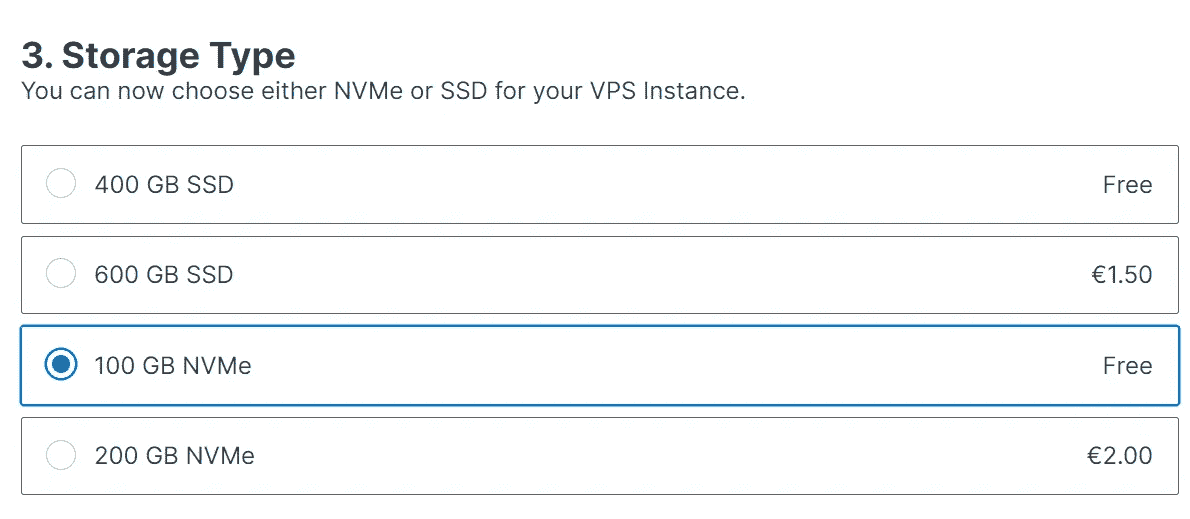 3. Storage Type
You can now choose either NVMe or SSD for your VPS Instance.
400 GB SSD Free
600 GB SSD €1.50
100 GB NVMe Free
200 GB NVMe €2.00